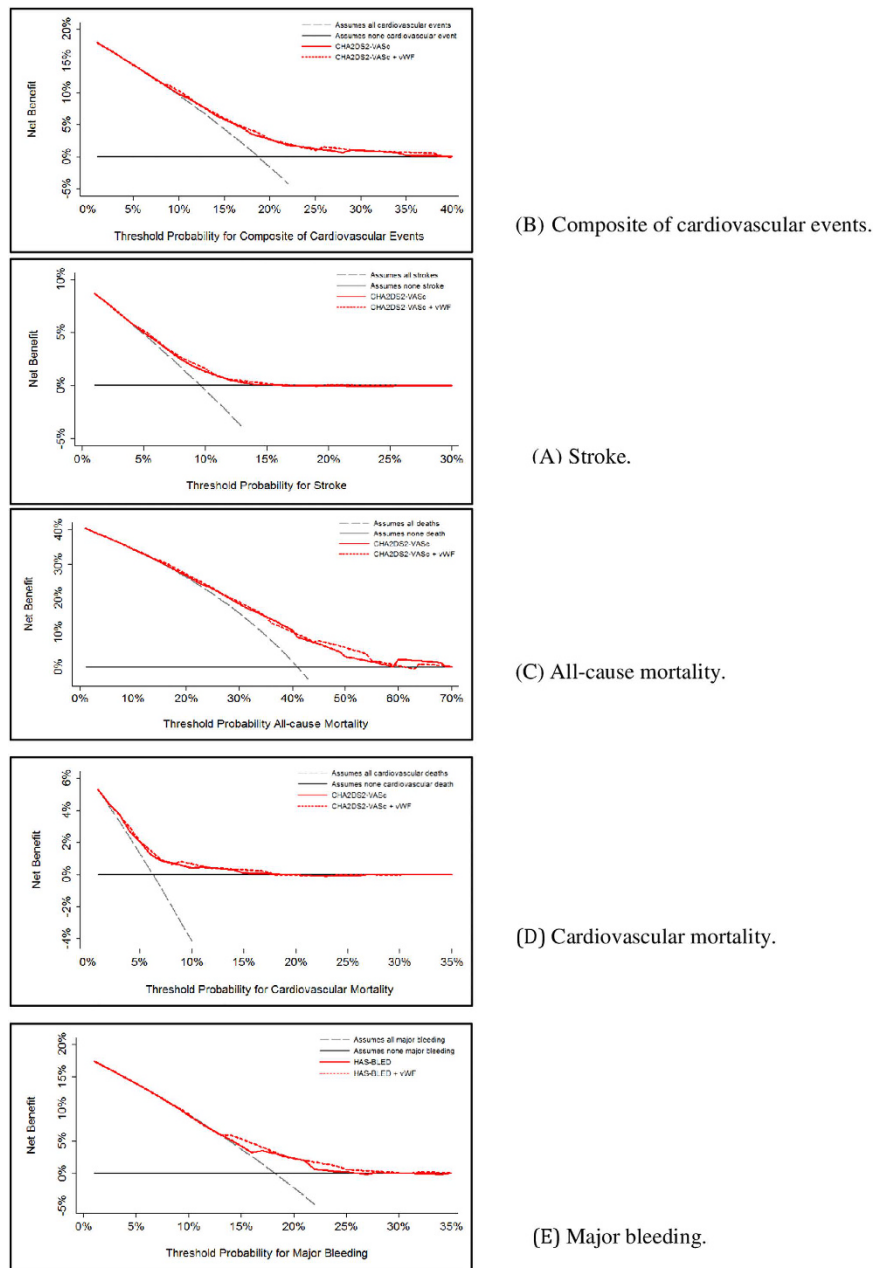 Assumes all cardiovascular events
Assumes none cardiovascular event
CHA2DS2-VASc
CHA2DS2-VASc + vWF
Net Benefit
20%
15%
10%
5%
0%
-5%
0% 5% 10% 15% 20% 25% 30% 35% 40%
Threshold Probability for Composite of Cardiovascular Events
(B) Composite of cardiovascular events.
Assumes all strokes
Assumes none stroke
CHA2DS2-VASc
CHA2DS2-VASc + vWF
Net Benefit
10%
5%
0%
-5%
0% 5% 10% 15% 20% 25% 30%
Threshold Probability for Stroke
(A) Stroke.
Assumes all deaths
Assumes none death
CHA2DS2-VASc
CHA2DS2-VASc + vWF
Net Benefit
40%
30%
20%
10%
0%
0% 10% 20% 30% 40% 50% 60% 70%
Threshold Probability All-cause Mortality
(C) All-cause mortality.
Assumes all cardiovascular deaths
Assumes none cardiovascular death
CHA2DS2-VASc
CHA2DS2-VASc + vWF
Net Benefit
6%
4%
2%
0%
-2%
-4%
0% 5% 10% 15% 20% 25% 30% 35%
Threshold Probability for Cardiovascular Mortality
(D) Cardiovascular mortality.
Assumes all major bleeding
Assumes none major bleeding
HAS-BLED
HAS-BLED + vWF
Net Benefit
20%
15%
10%
5%
0%
-5%
0% 5% 10% 15% 20% 25% 30% 35%
Threshold Probability for Major Bleeding
(E) Major bleeding.